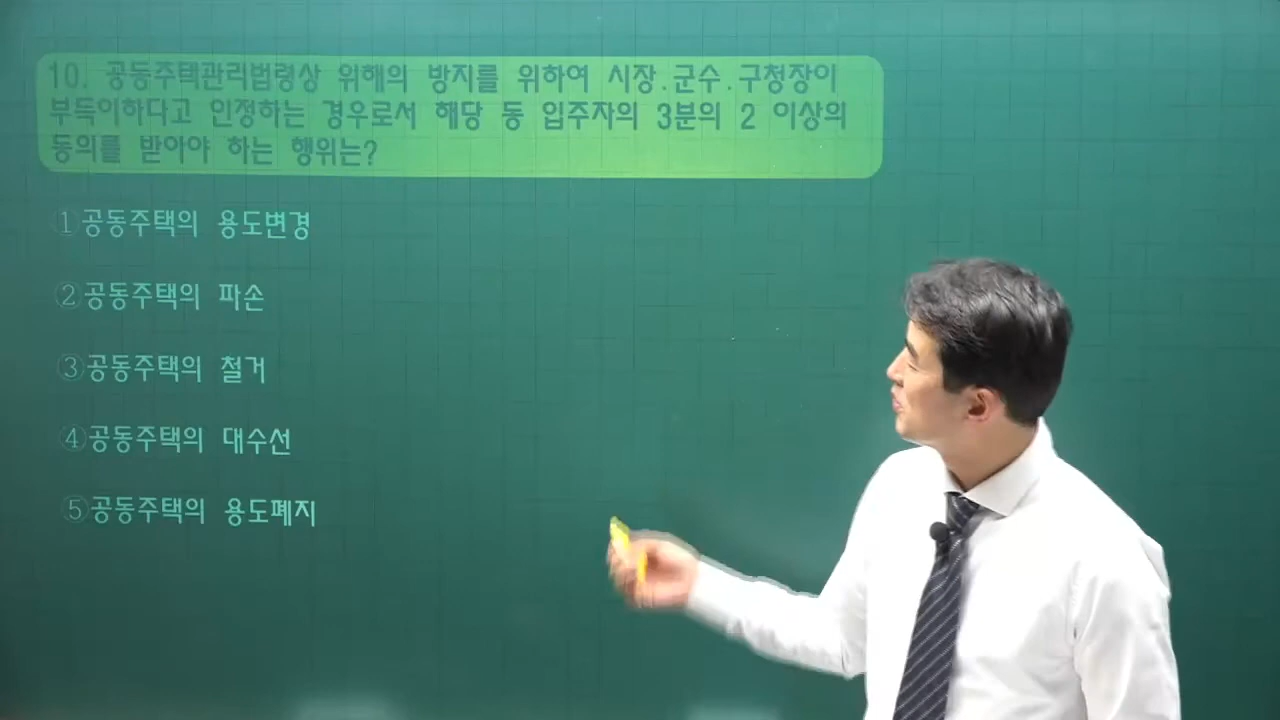 10. 공동주택관리법령상 위해의 방지를 위하여 시장.군수.구청장이
부득이하다고 인정하는 경우로서 해당 동 입주자의 3분의 2 이상의
동의를 받아야 하는 행위는?
①공동주택의 용도변경
②공동주택의 파손
③공동주택의 철거
④공동주택의 대수선
⑤공동주택의 용도폐지